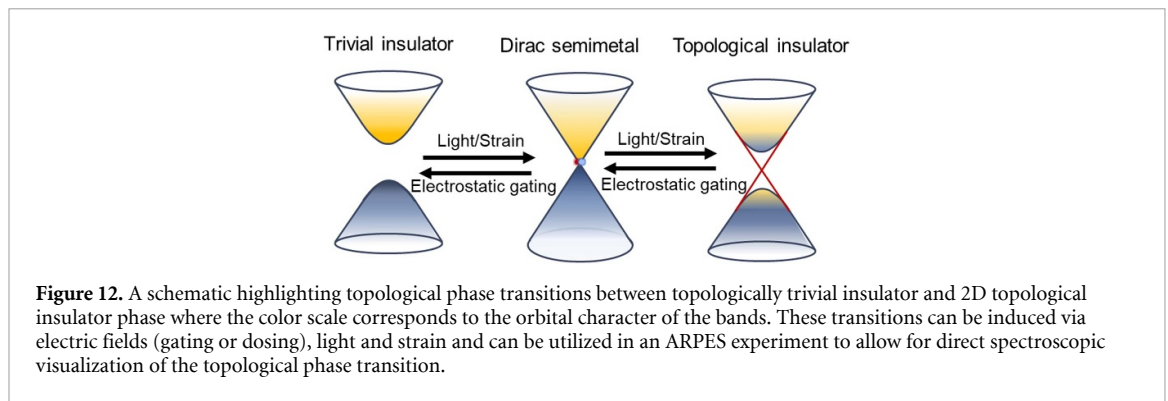 Trivial insulator
Dirac semimetal
Topological insulator
Light/Strain
Light/Strain
Electrostatic gating
Electrostatic gating
Figure 12. A schematic highlighting topological phase transitions between topologically trivial insulator and 2D topological
insulator phase where the color scale corresponds to the orbital character of the bands. These transitions can be induced via
electric fields (gating or dosing), light and strain and can be utilized in an ARPES experiment to allow for direct spectroscopic
visualization of the topological phase transition.